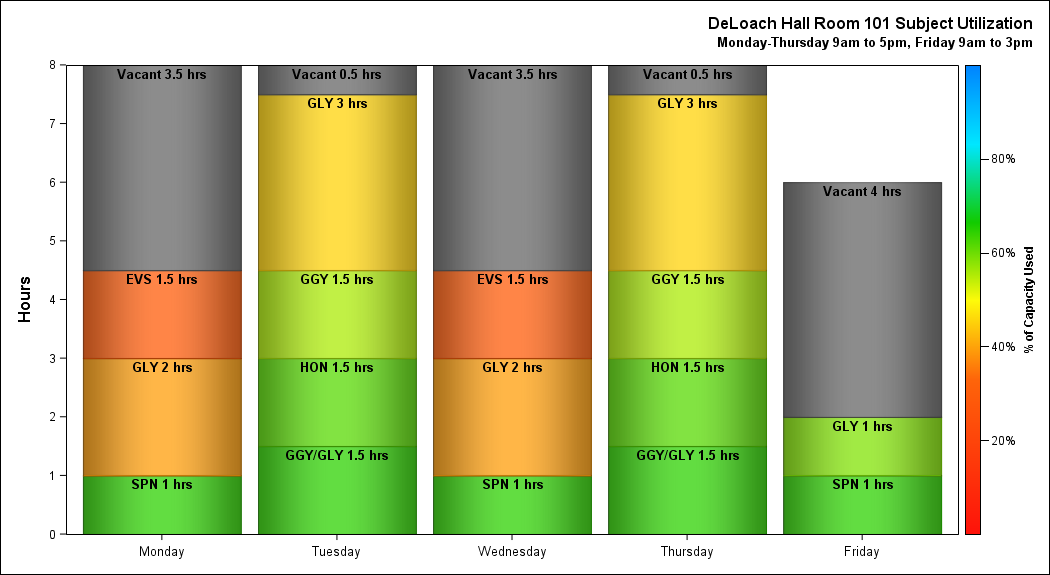 DeLoach Hall Room 101 Subject Utilization
Monday-Thursday 9am to 5pm, Friday 9am to 3pm
Hours
8
7
6
5
4
3
2
1
0
Vacant 3.5 hrs
EVS 1.5 hrs
GLY 2 hrs
SPN 1 hrs
Vacant 0.5 hrs
GLY 3 hrs
GGY 1.5 hrs
HON 1.5 hrs
GGY/GLY 1.5 hrs
Vacant 3.5 hrs
EVS 1.5 hrs
GLY 2 hrs
SPN 1 hrs
Vacant 0.5 hrs
GLY 3 hrs
GGY 1.5 hrs
HON 1.5 hrs
GGY/GLY 1.5 hrs
Vacant 4 hrs
GLY 1 hrs
SPN 1 hrs
Monday
Tuesday
Wednesday
Thursday
Friday
80%
60%
40%
20%
% of Capacity Used